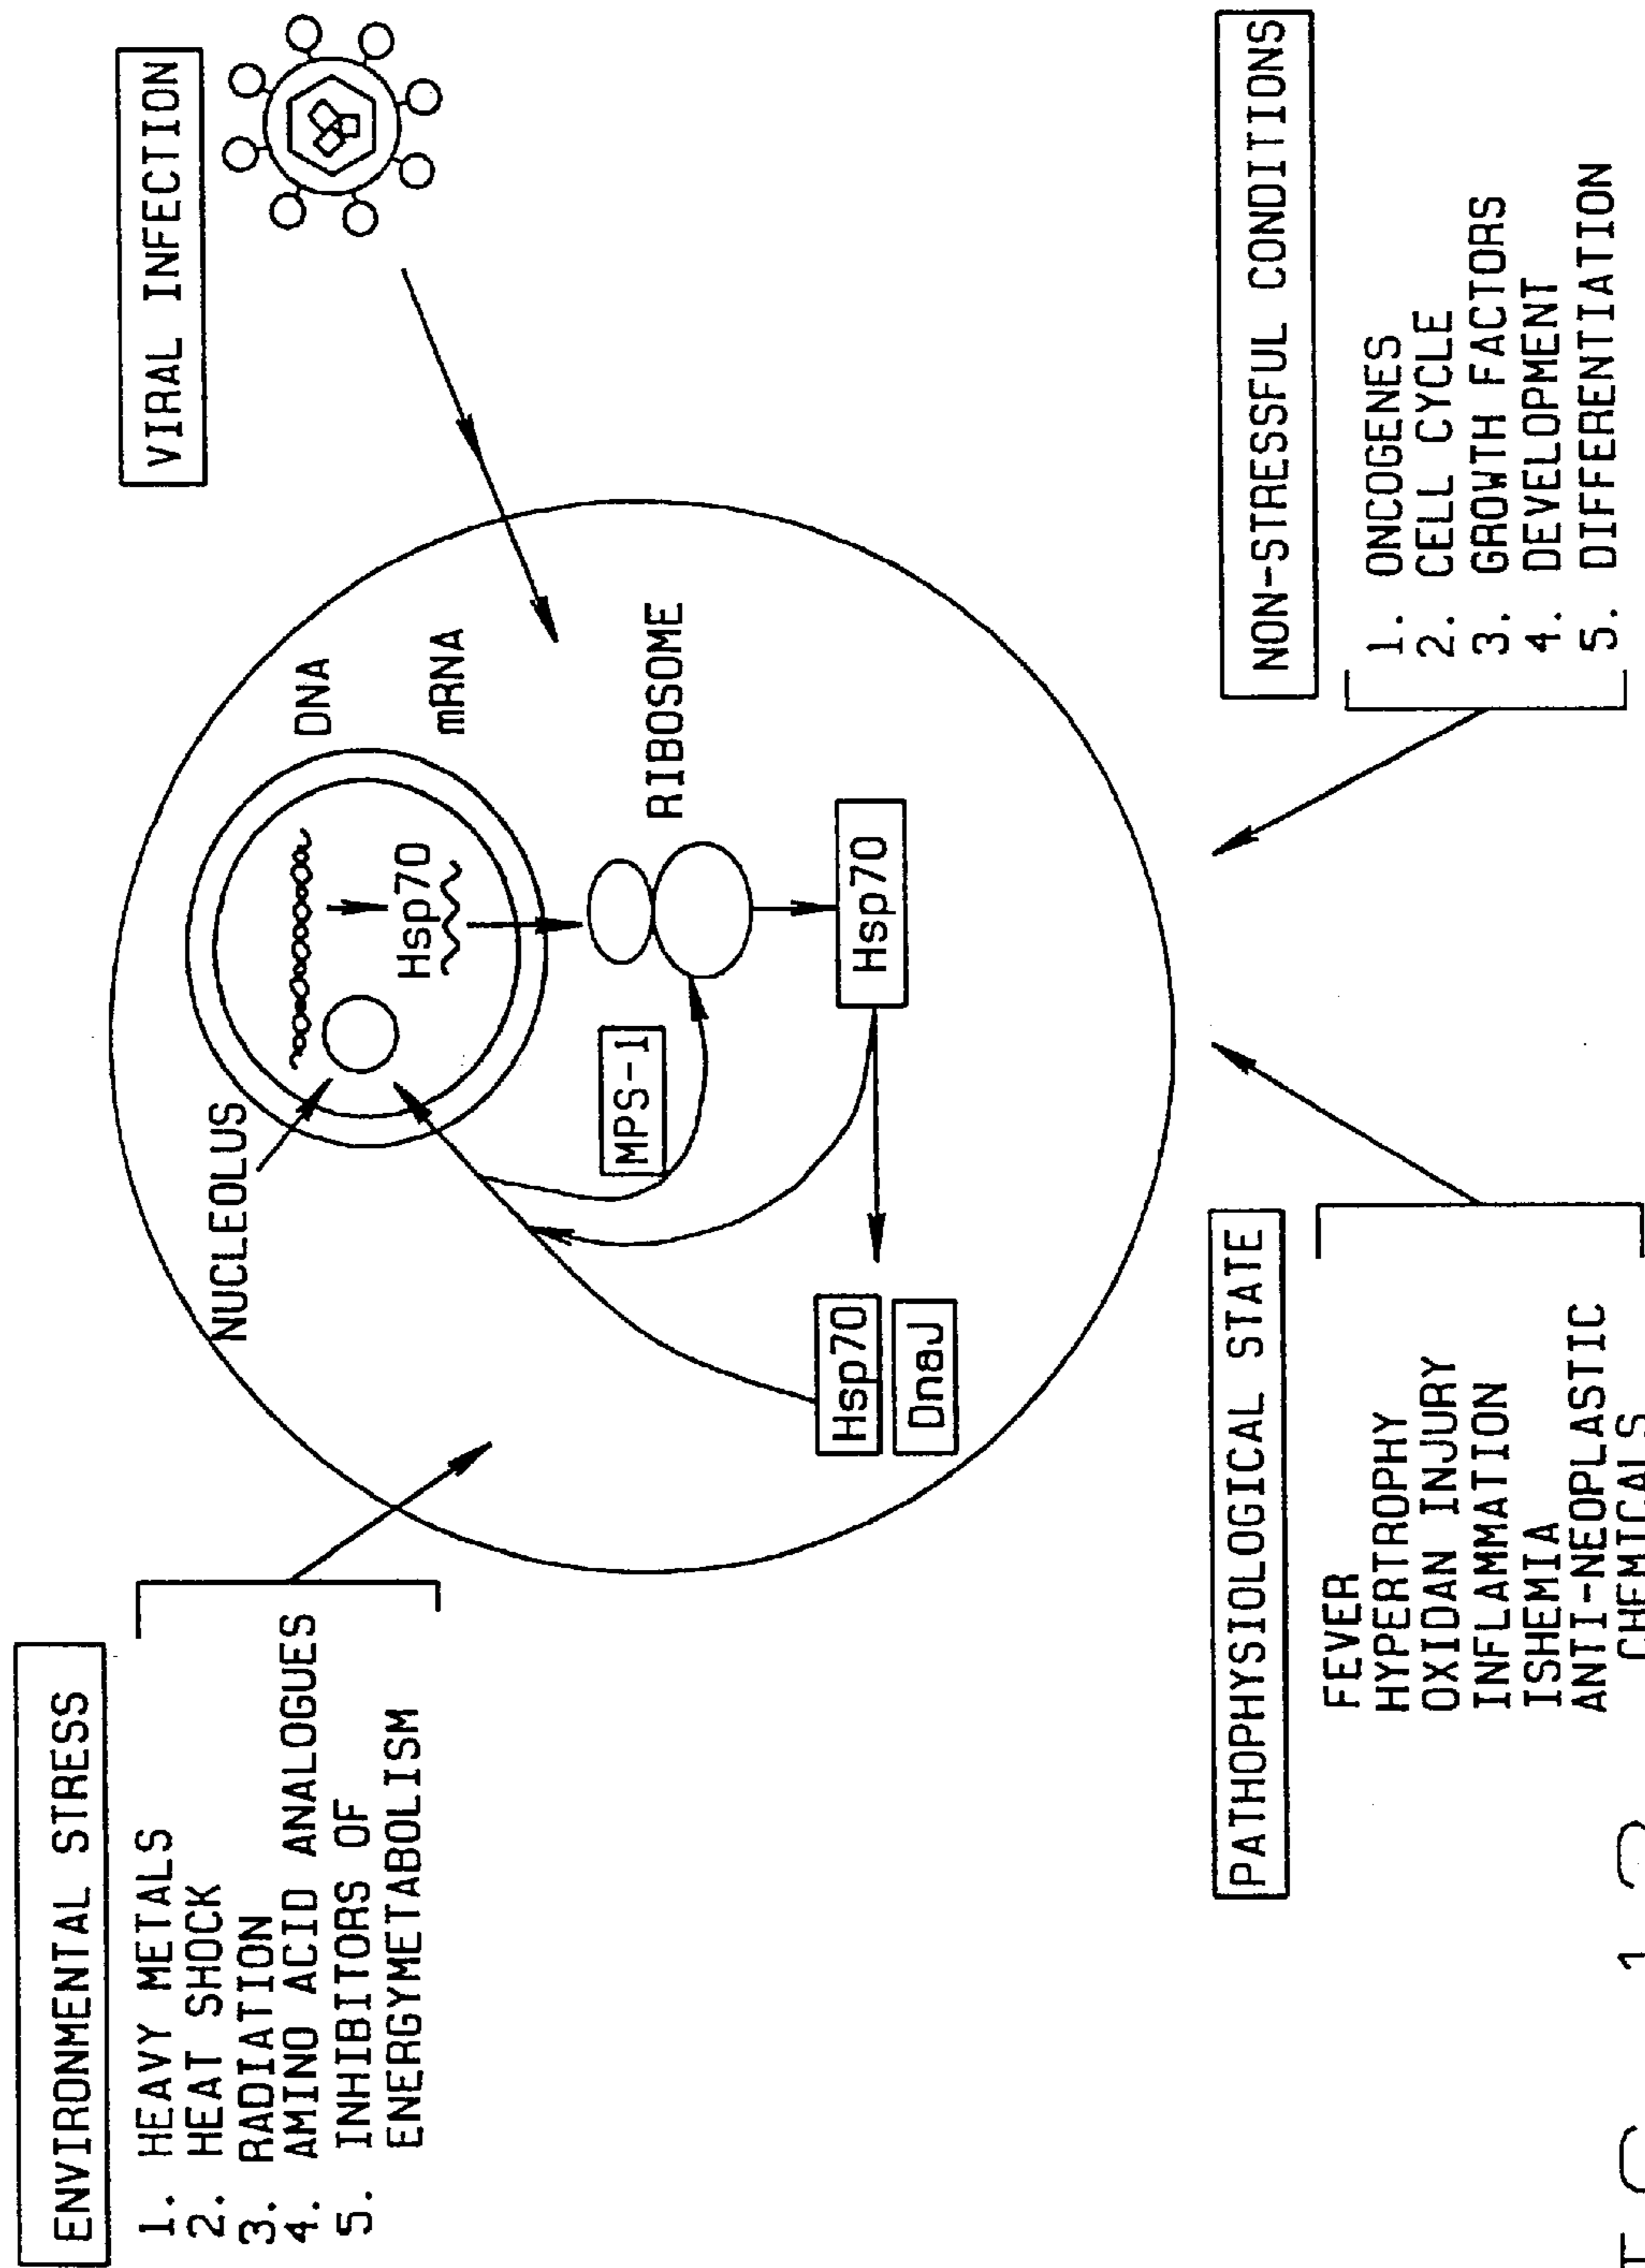 ENVIRONMENTAL STRESS
1. HEAVY METALS
2. HEAT SHOCK
3. RADIATION
4. AMINO ACID ANALOGUES
5. INHIBITORS OF
ENERGYMETABOLISM
VIRAL INFECTION
NUCLEOLUS
DNA
Hsp70
mRNA
MPS-1
RIBOSOME
Hsp70
Hsp70
DnaJ
PATHOPHYSIOLOGICAL STATE
FEVER
HYPERTROPHY
OXIDAN INJURY
INFLAMMATION
ISHEMIA
ANTI-NEOPLASTIC
CHEMICALS
NON-STRESSFUL CONDITIONS
1. ONCOGENES
2. CELL CYCLE
3. GROWTH FACTORS
4. DEVELOPMENT
5. DIFFERENTIATION